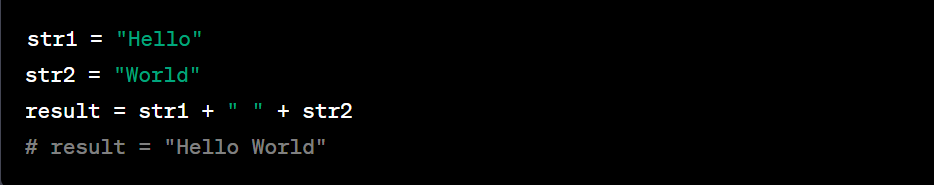 str1 = "Hello"
str2 = "World"
result = str1 + " " + str2
# result = "Hello World"